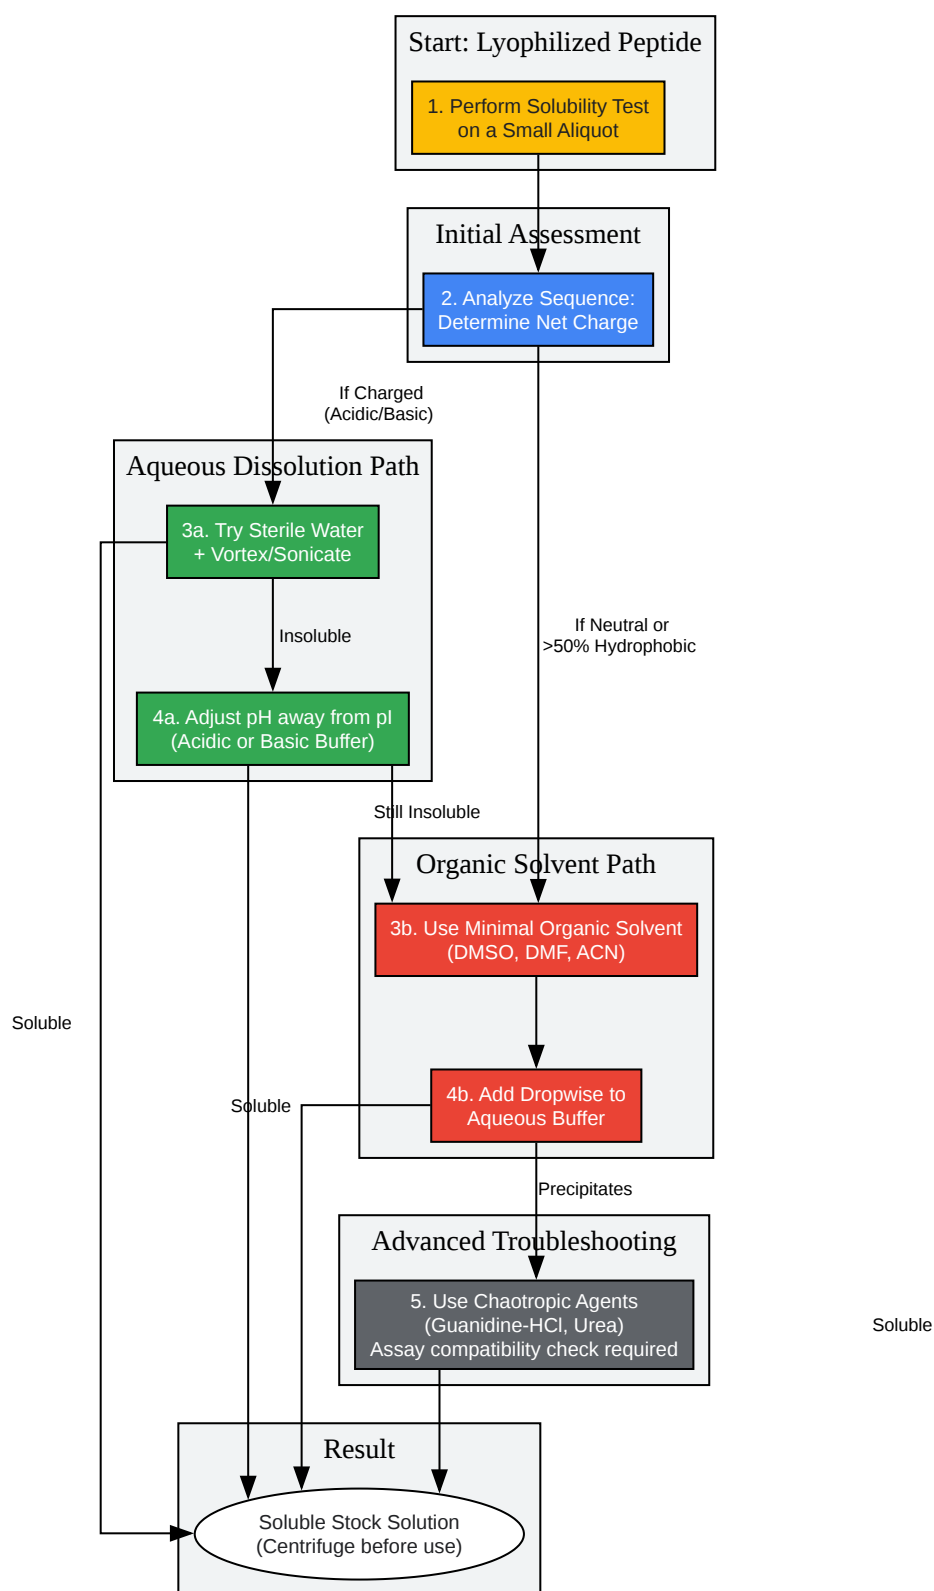 Start: Lyophilized Peptide
1. Perform Solubility Test
on a Small Aliquot
Initial Assessment
2. Analyze Sequence:
Determine Net Charge
If Charged
(Acidic/Basic)
Aqueous Dissolution Path
3a. Try Sterile Water
+ Vortex/Sonicate
If Neutral or
>50% Hydrophobic
Insoluble
4a. Adjust pH away from pI
(Acidic or Basic Buffer)
Still Insoluble
Organic Solvent Path
3b. Use Minimal Organic Solvent
(DMSO, DMF, ACN)
Soluble
4b. Add Dropwise to
Aqueous Buffer
Soluble
Precipitates
Advanced Troubleshooting
5. Use Chaotropic Agents
(Guanidine-HCl, Urea)
Assay compatibility check required
Soluble
Result
Soluble Stock Solution
(Centrifuge before use)